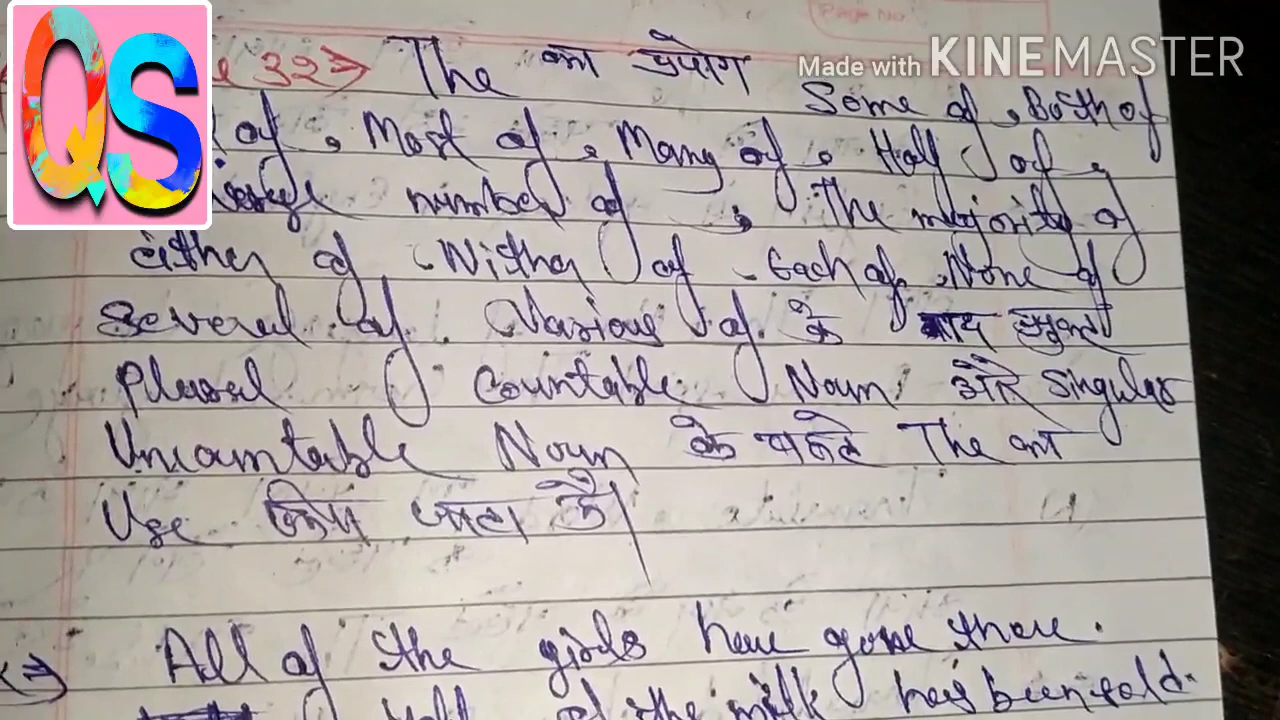 QS
Made with KINEMASTER
Page No
32⇒ The का प्रयोग
Some of, Both of
of, Most of, Many of, Half of,
number of, The majority of
either of, Nither of, Each of, None of
Several of, Various of के बाद प्रयुक्त
Plural Countable Noun और Singular
Uncountable Noun के पहले The का
Use किया जाता है।
⇒ All of the girls have gone there.
Half of the milk has been sold.